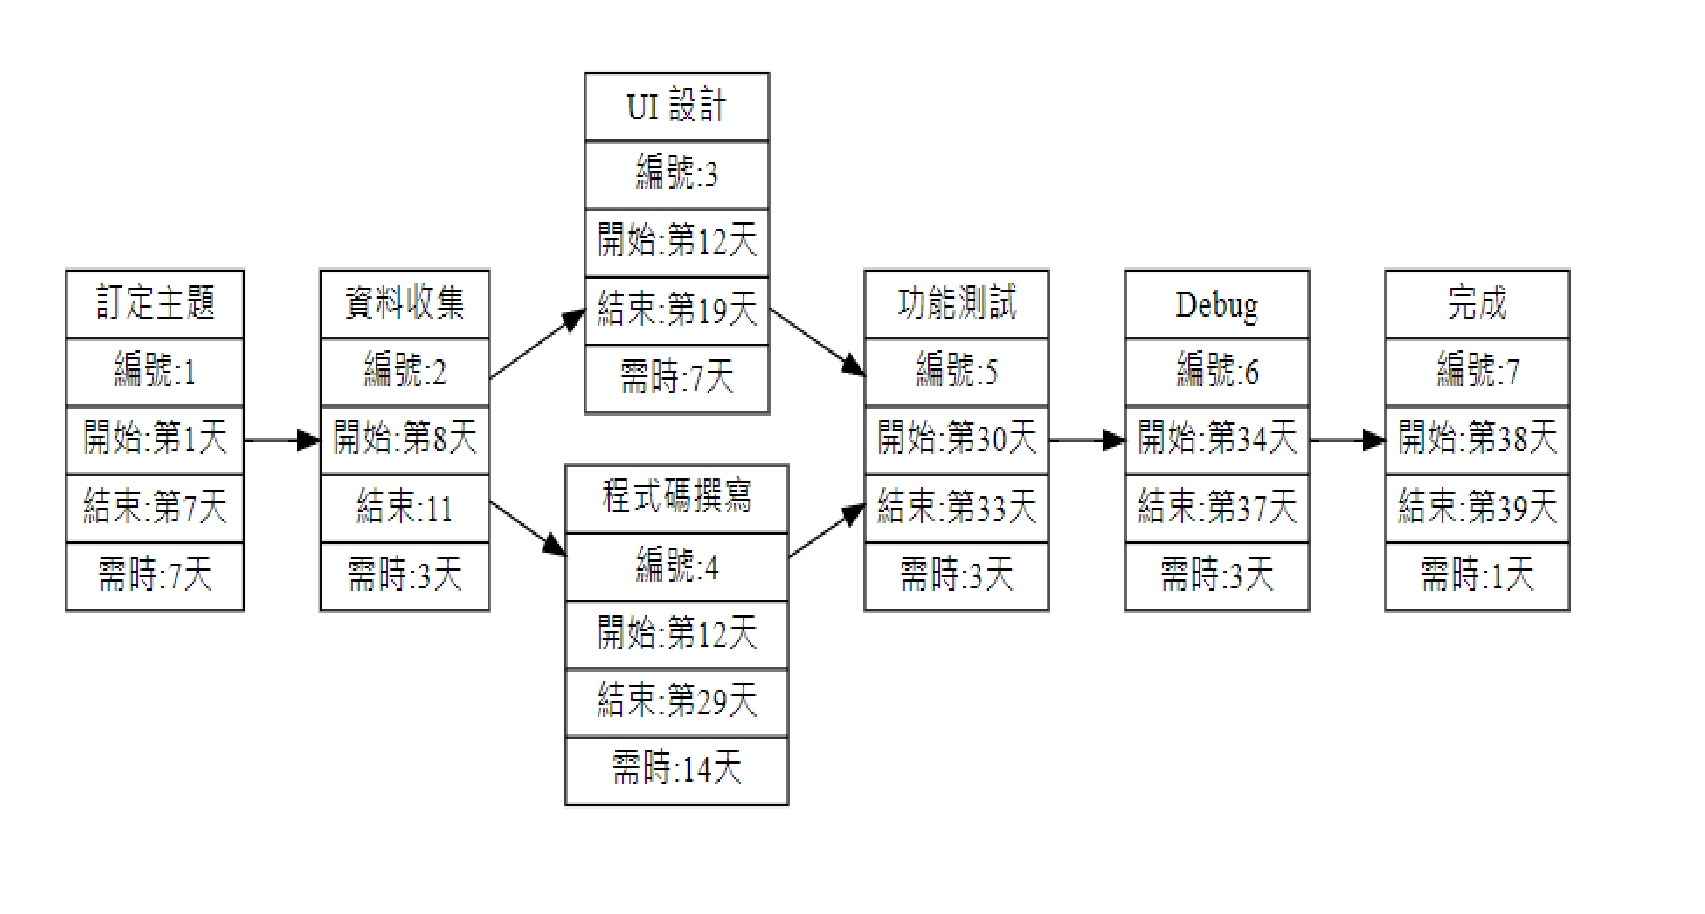 訂定主題
編號:1
開始:第1天
結束:第7天
需時:7天
資料收集
編號:2
開始:第8天
結束:11
需時:3天
UI 設計
編號:3
開始:第12天
結束:第19天
需時:7天
程式碼撰寫
編號:4
開始:第12天
結束:第29天
需時:14天
功能測試
編號:5
開始:第30天
結束:第33天
需時:3天
Debug
編號:6
開始:第34天
結束:第37天
需時:3天
完成
編號:7
開始:第38天
結束:第39天
需時:1天